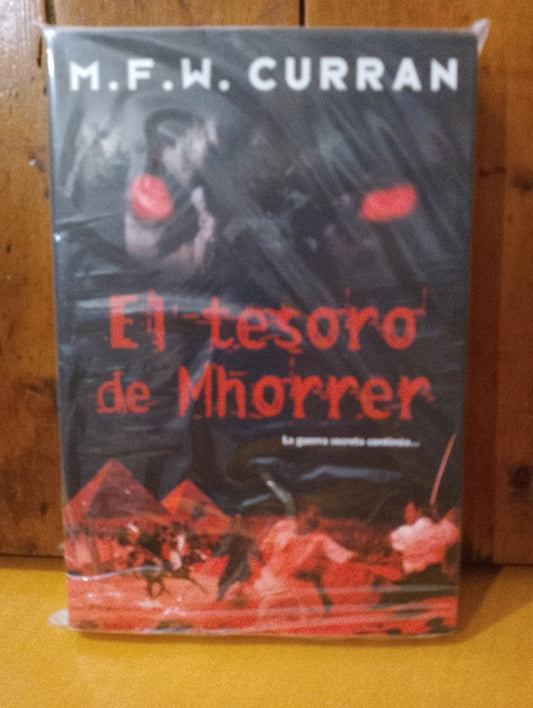 M.F.W. CURRAN
El tesoro
de Mhorrer
La guerra secreta continúa...